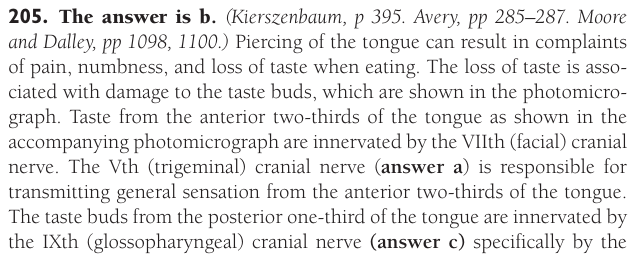 205. The answer is b. (Kierszenbaum, p 395. Avery, pp 285–287. Moore
and Dalley, pp 1098, 1100.) Piercing of the tongue can result in complaints
of pain, numbness, and loss of taste when eating. The loss of taste is asso-
ciated with damage to the taste buds, which are shown in the photomicro-
graph. Taste from the anterior two-thirds of the tongue as shown in the
accompanying photomicrograph are innervated by the VIIth (facial) cranial
nerve. The Vth (trigeminal) cranial nerve (answer a) is responsible for
transmitting general sensation from the anterior two-thirds of the tongue.
The taste buds from the posterior one-third of the tongue are innervated by
the IXth (glossopharyngeal) cranial nerve (answer c) specifically by the